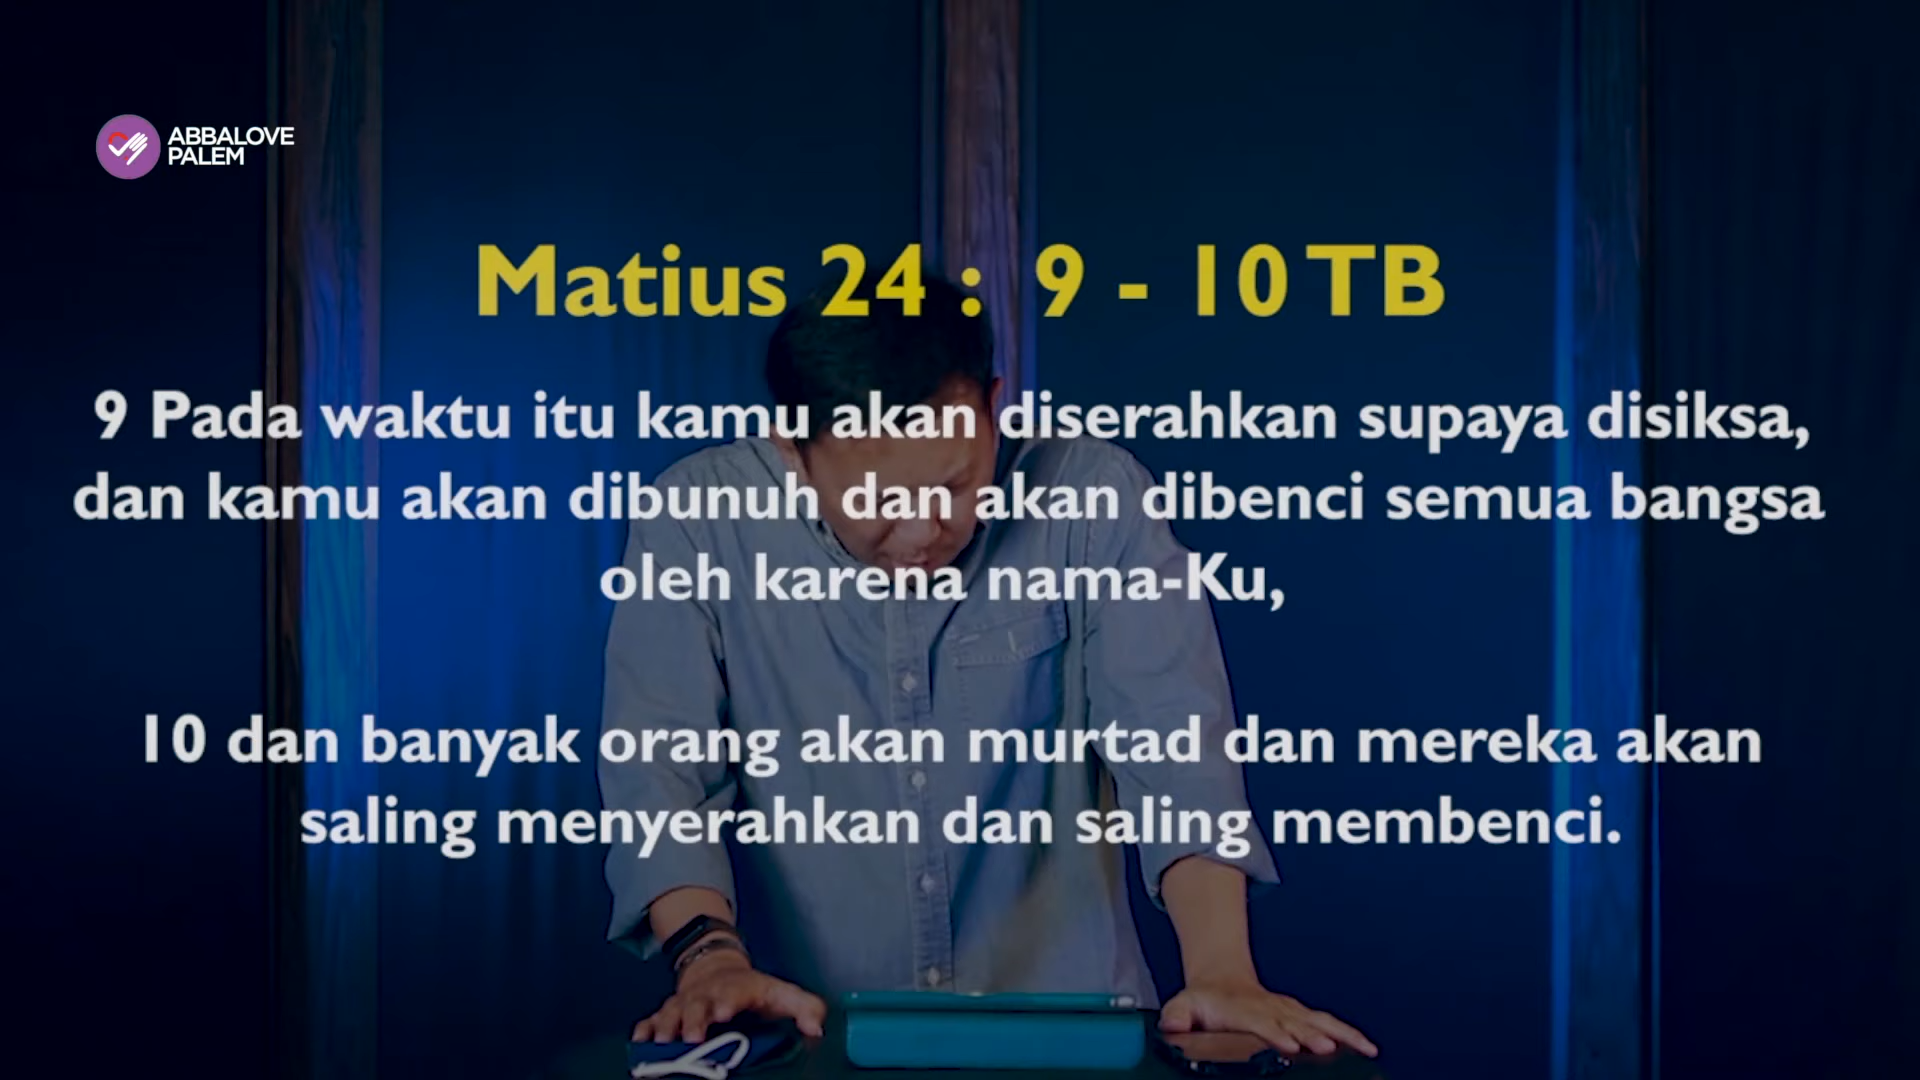 ABBALOVE
PALEM
Matius 24 : 9 - 10 TB
9 Pada waktu itu kamu akan diserahkan supaya disiksa,
dan kamu akan dibunuh dan akan dibenci semua bangsa
oleh karena nama-Ku,
10 dan banyak orang akan murtad dan mereka akan
saling menyerahkan dan saling membenci.